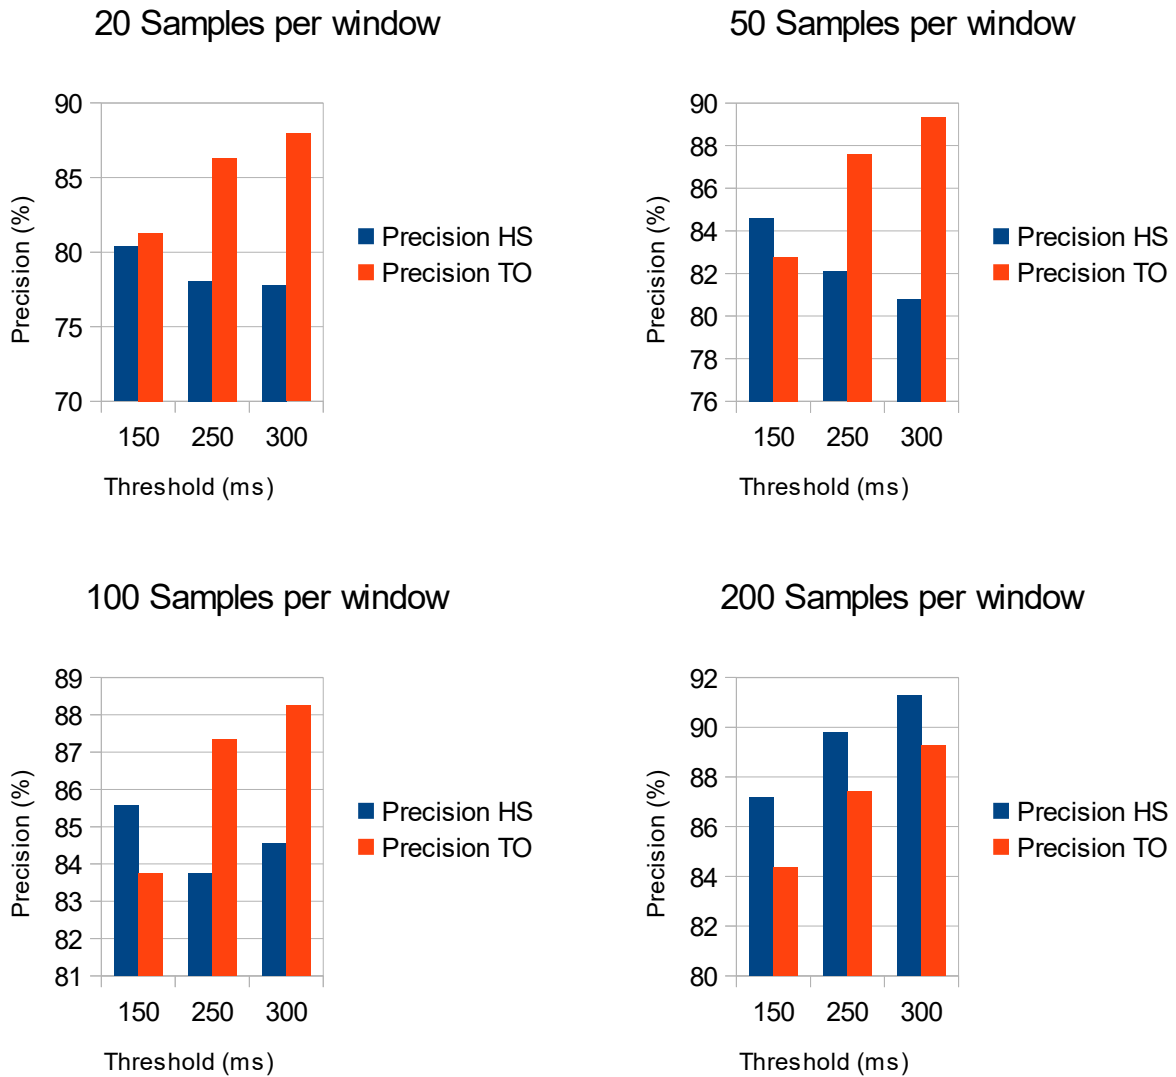 20 Samples per window
90
85
80
75
70
Precision (%)
150 250 300
Threshold (ms)
Precision HS
Precision TO
50 Samples per window
90
88
86
84
82
80
78
76
Precision (%)
150 250 300
Threshold (ms)
Precision HS
Precision TO
100 Samples per window
89
88
87
86
85
84
83
82
81
Precision (%)
150 250 300
Threshold (ms)
Precision HS
Precision TO
200 Samples per window
92
90
88
86
84
82
80
Precision (%)
150 250 300
Threshold (ms)
Precision HS
Precision TO